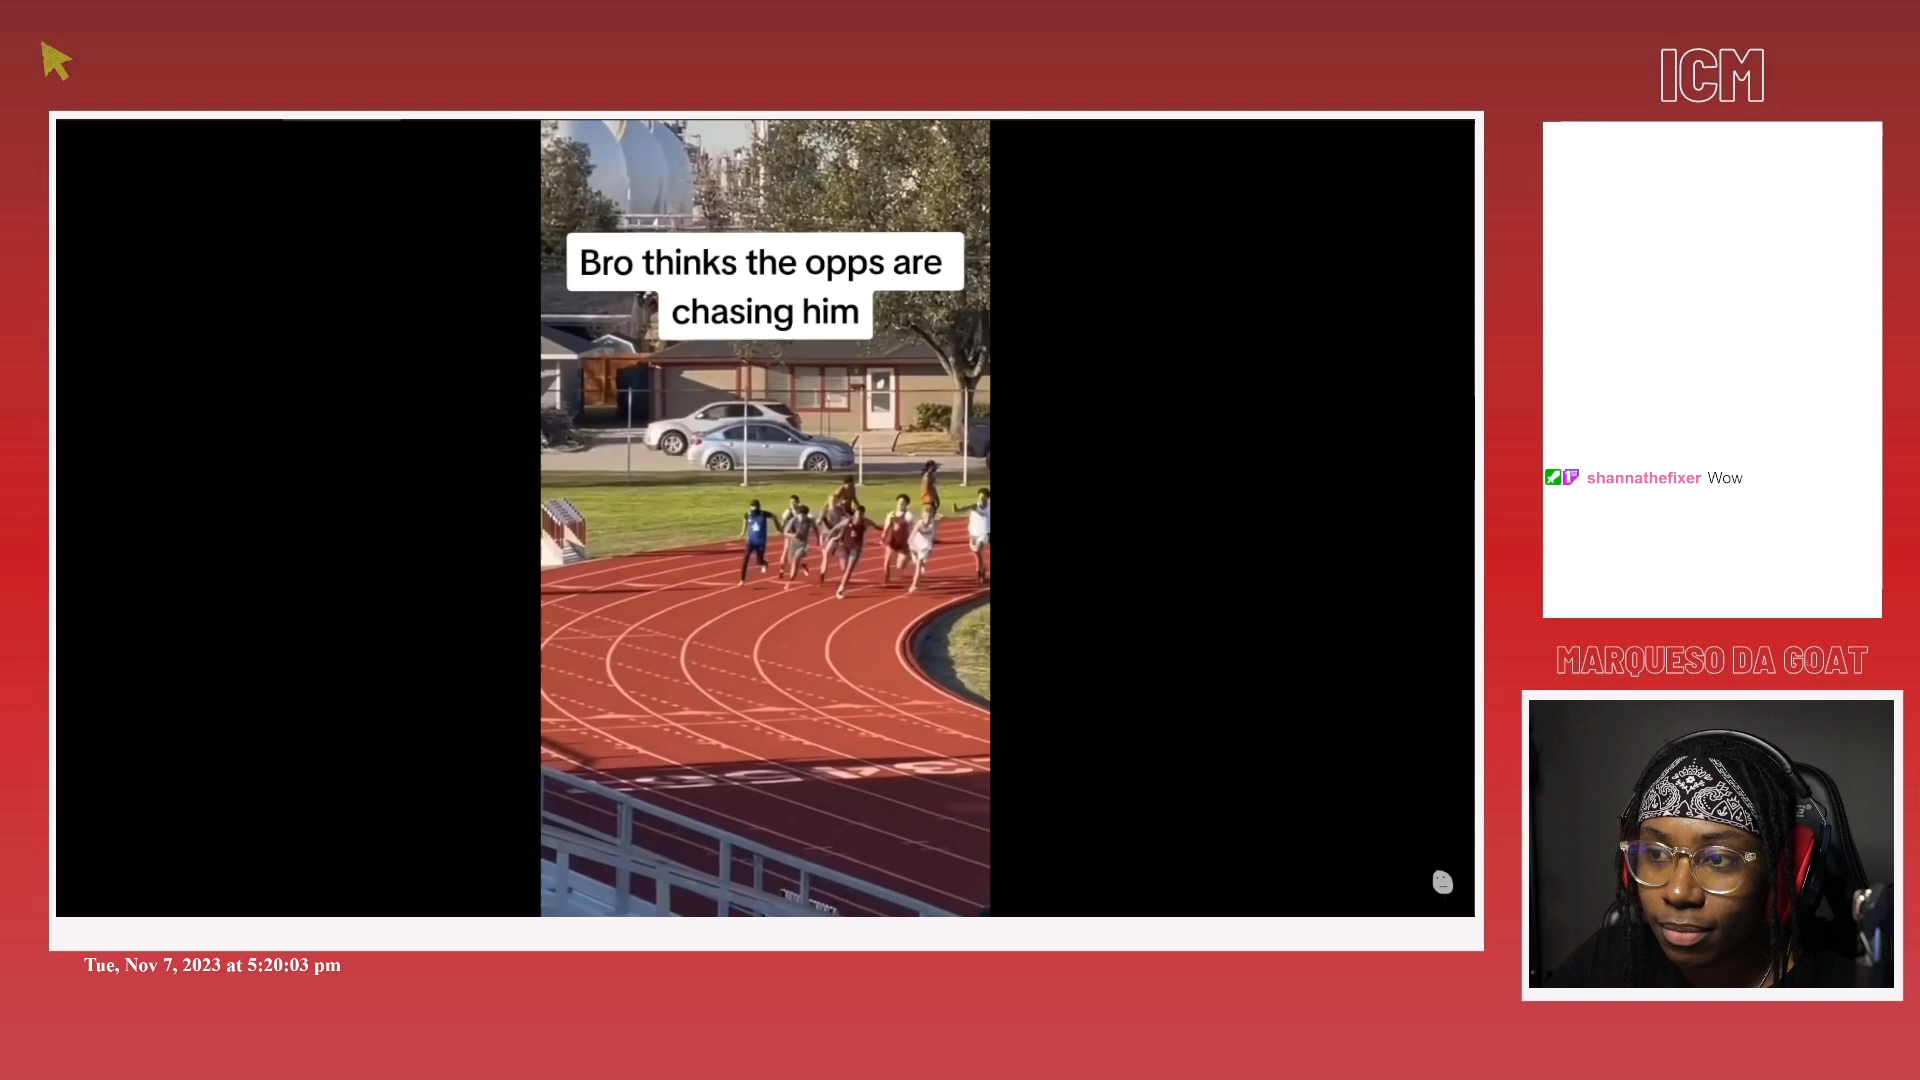 ICM
Bro thinks the opps are
chasing him
shannathefixer Wow
MARQUESO DA GOAT
Tue, Nov 7, 2023 at 5:20:03 pm